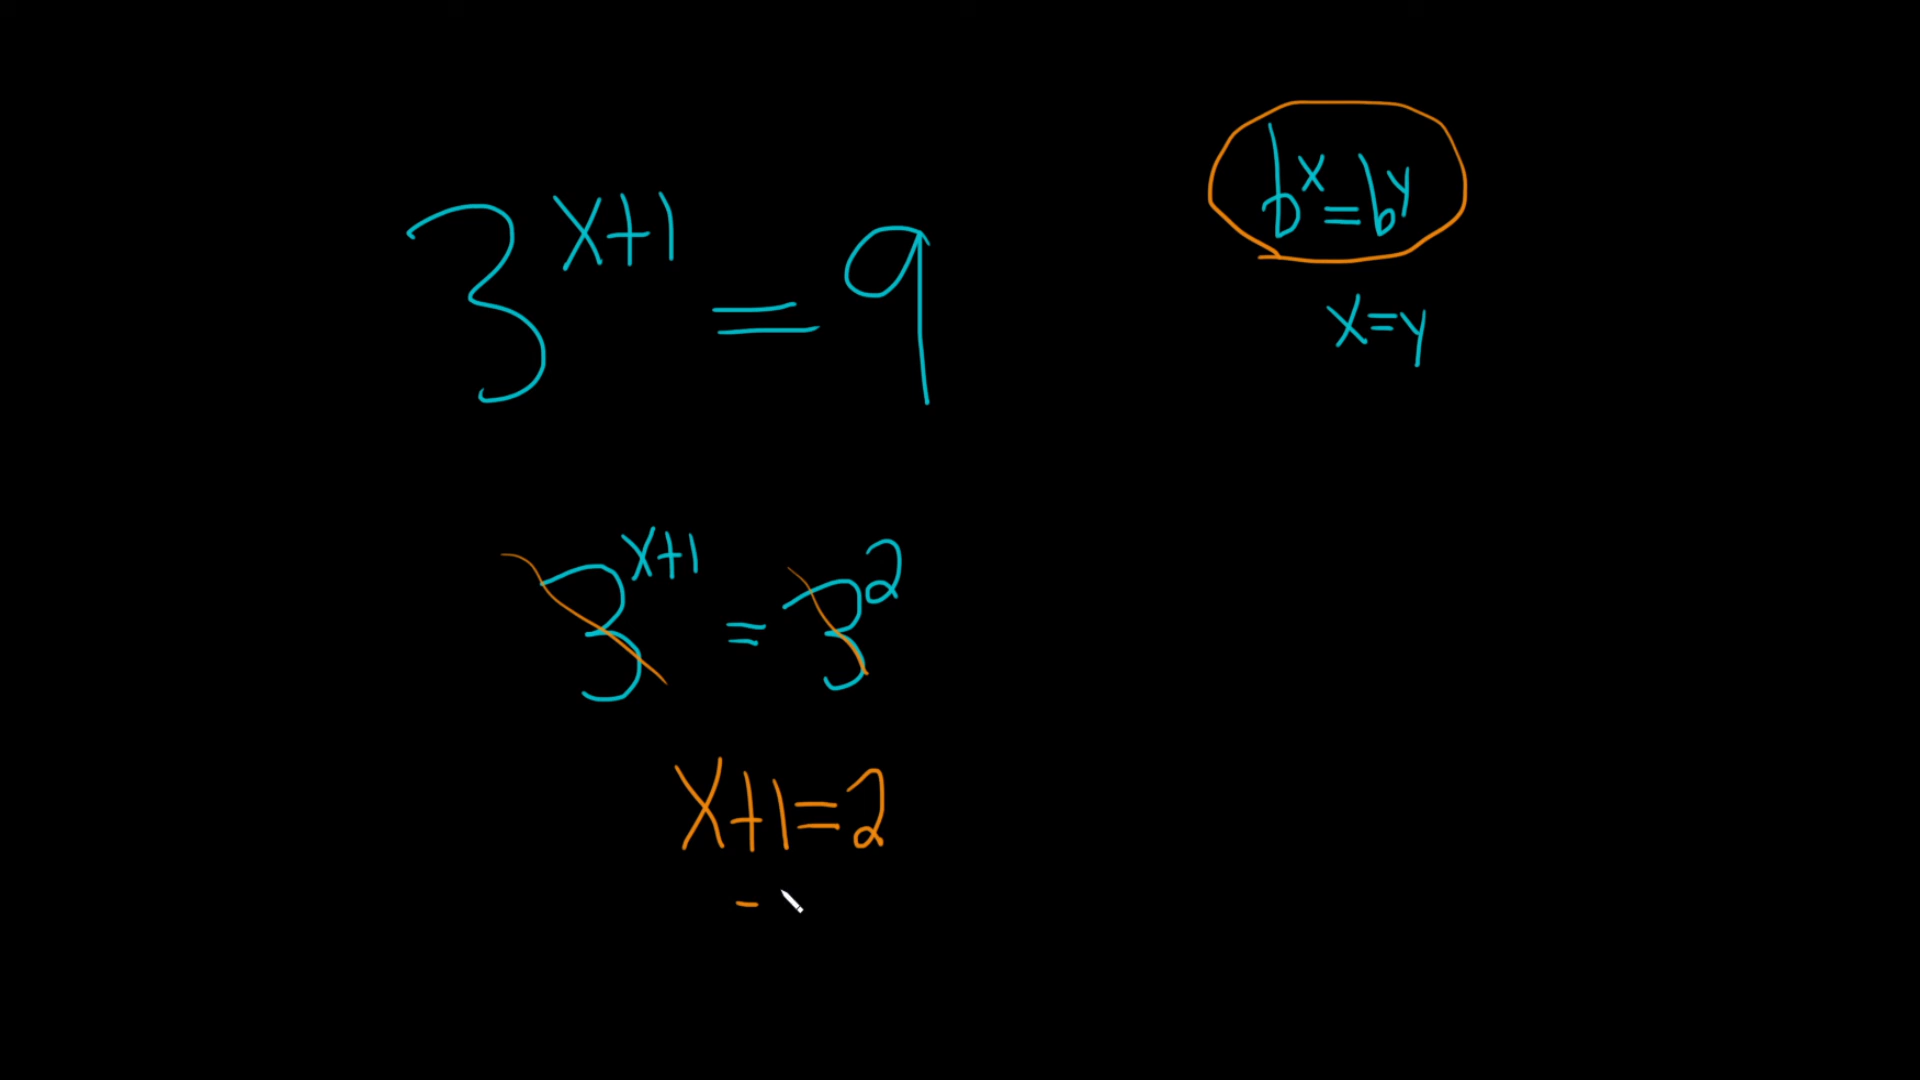 3^{x+1} = 9
b^x = b^y
x = y
3^{x+1} = 3^2
x+1=2
-